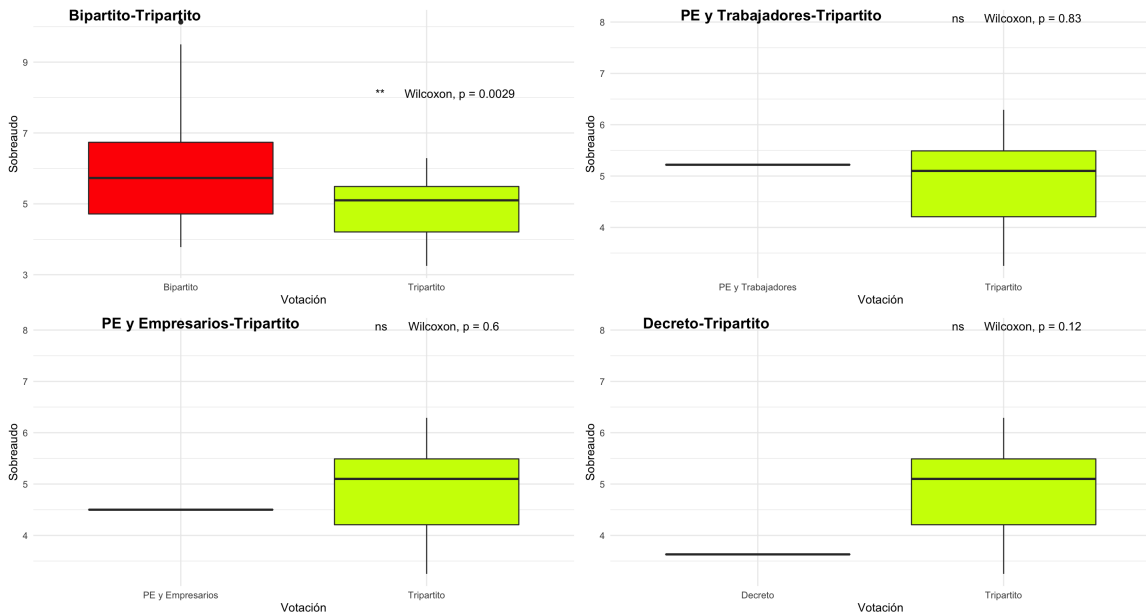 Bipartito-Tripartito
9
7
5
3
Sobreaudo
** Wilcoxon, p = 0.0029
Bipartito
Tripartito
Votación
PE y Trabajadores-Tripartito
ns Wilcoxon, p = 0.83
8
7
6
5
4
Sobreaudo
PE y Trabajadores
Tripartito
Votación
PE y Empresarios-Tripartito
ns Wilcoxon, p = 0.6
8
7
6
5
4
Sobreaudo
PE y Empresarios
Tripartito
Votación
Decreto-Tripartito
ns Wilcoxon, p = 0.12
8
7
6
5
4
Sobreaudo
Decreto
Tripartito
Votación